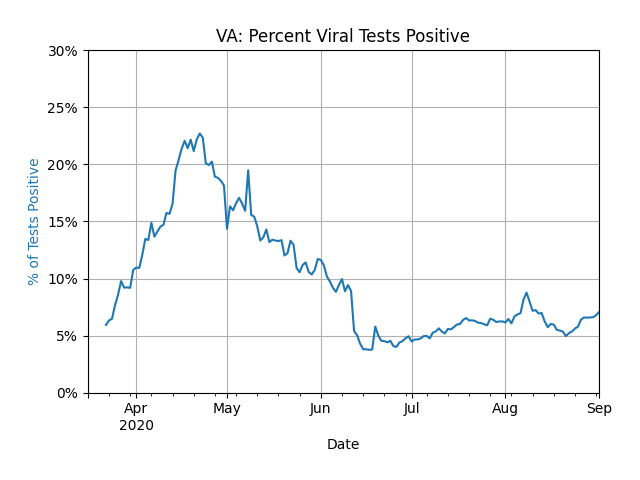 VA: Percent Viral Tests Positive
30%
25%
20%
15%
10%
5%
0%
% of Tests Positive
Apr May Jun Jul Aug Sep
2020
Date